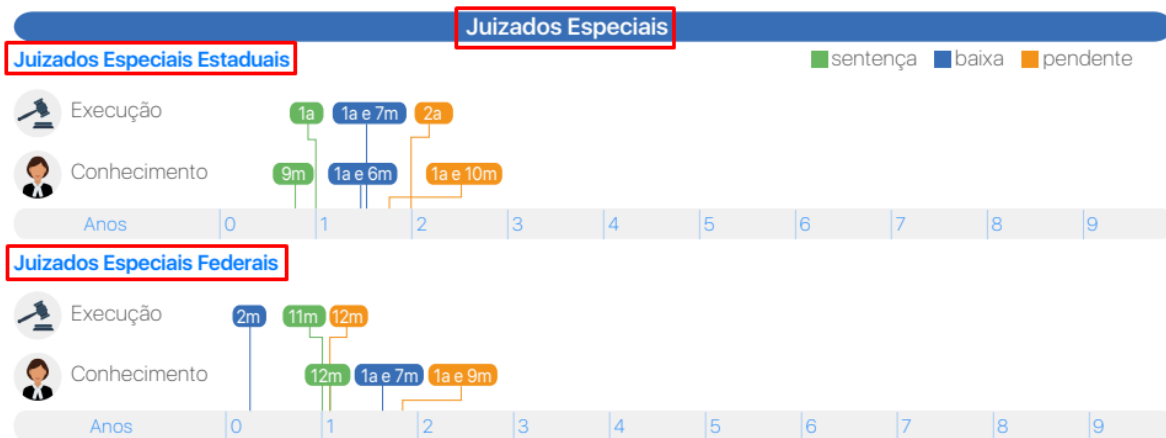 Juizados Especiais
Juizados Especiais Estaduais
sentença baixa pendente
Execução
1a 1a e 7m 2a
Conhecimento
9m 1a e 6m 1a e 10m
Anos 0 1 2 3 4 5 6 7 8 9
Juizados Especiais Federais
Execução
2m 11m 12m
Conhecimento
12m 1a e 7m 1a e 9m
Anos 0 1 2 3 4 5 6 7 8 9